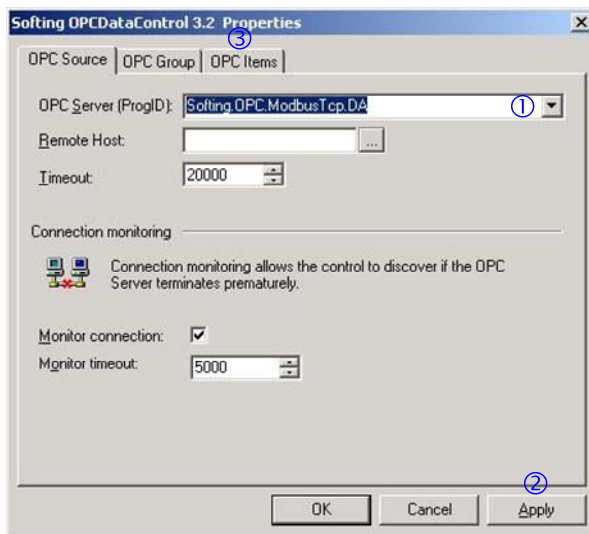 Softing OPCDataControl 3.2 Properties
③
OPC Source OPC Group OPC Items
OPC Server (ProgID): Softing.OPC.ModbusTcp.DA ①
Remote Host: ...
Timeout: 20000
Connection monitoring
Connection monitoring allows the control to discover if the OPC
Server terminates prematurely.
Monitor connection:
Monitor timeout: 5000
②
OK Cancel Apply